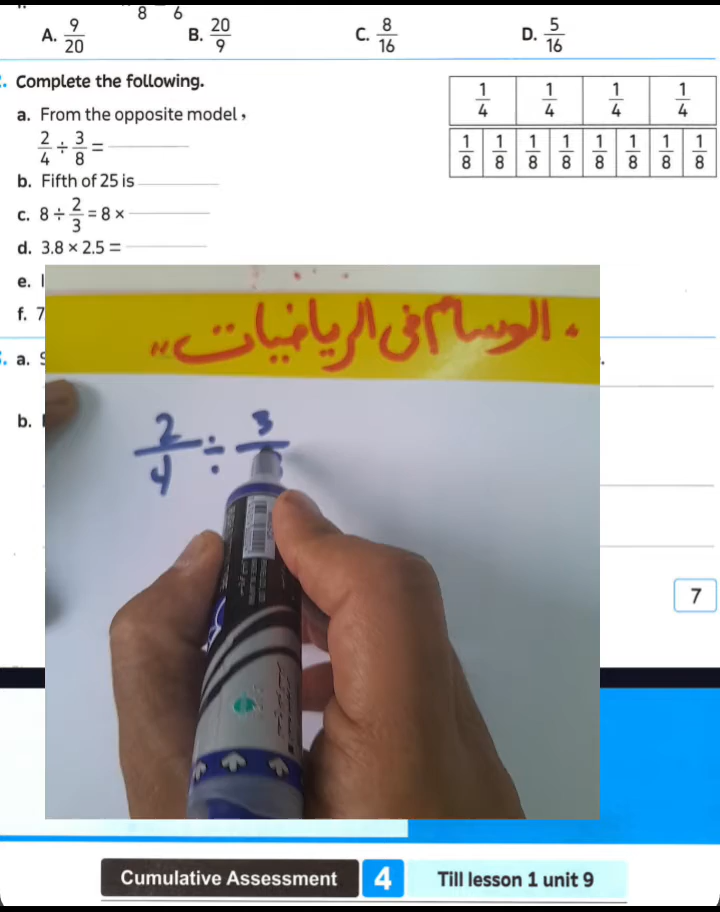 8 6
A. 9/20 B. 20/9 C. 8/16 D. 5/16
. Complete the following.
a. From the opposite model,
2/4 ÷ 3/8 =
1/4 1/4 1/4 1/4
1/8 1/8 1/8 1/8 1/8 1/8 1/8 1/8
b. Fifth of 25 is
c. 8 ÷ 2/3 = 8 ×
d. 3.8 × 2.5 =
e.
f. 7
. a. S
b.
الوسام في الرياضيات
2/4 ÷ 3/
7
Cumulative Assessment 4 Till lesson 1 unit 9